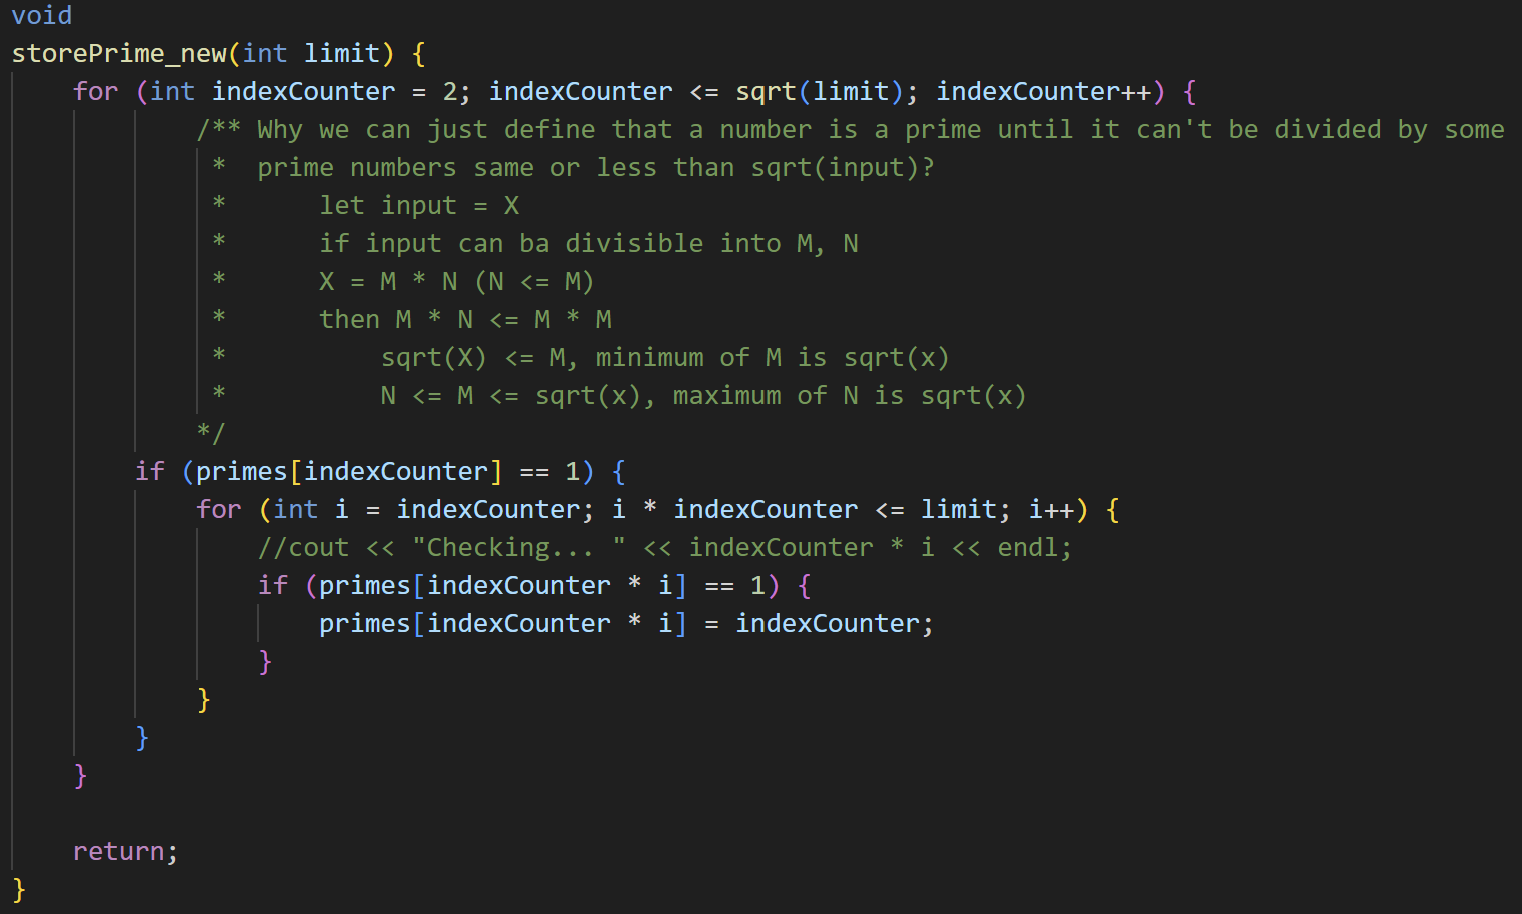 void
storePrime_new(int limit) {
    for (int indexCounter = 2; indexCounter <= sqrt(limit); indexCounter++) {
            /** Why we can just define that a number is a prime until it can't be divided by some
             *  prime numbers same or less than sqrt(input)?
             *      let input = X
             *      if input can ba divisible into M, N
             *      X = M * N (N <= M)
             *      then M * N <= M * M
             *          sqrt(X) <= M, minimum of M is sqrt(x)
             *          N <= M <= sqrt(x), maximum of N is sqrt(x)
            */
        if (primes[indexCounter] == 1) {
            for (int i = indexCounter; i * indexCounter <= limit; i++) {
                //cout << "Checking... " << indexCounter * i << endl;
                if (primes[indexCounter * i] == 1) {
                    primes[indexCounter * i] = indexCounter;
                }
            }
        }
    }

    return;
}